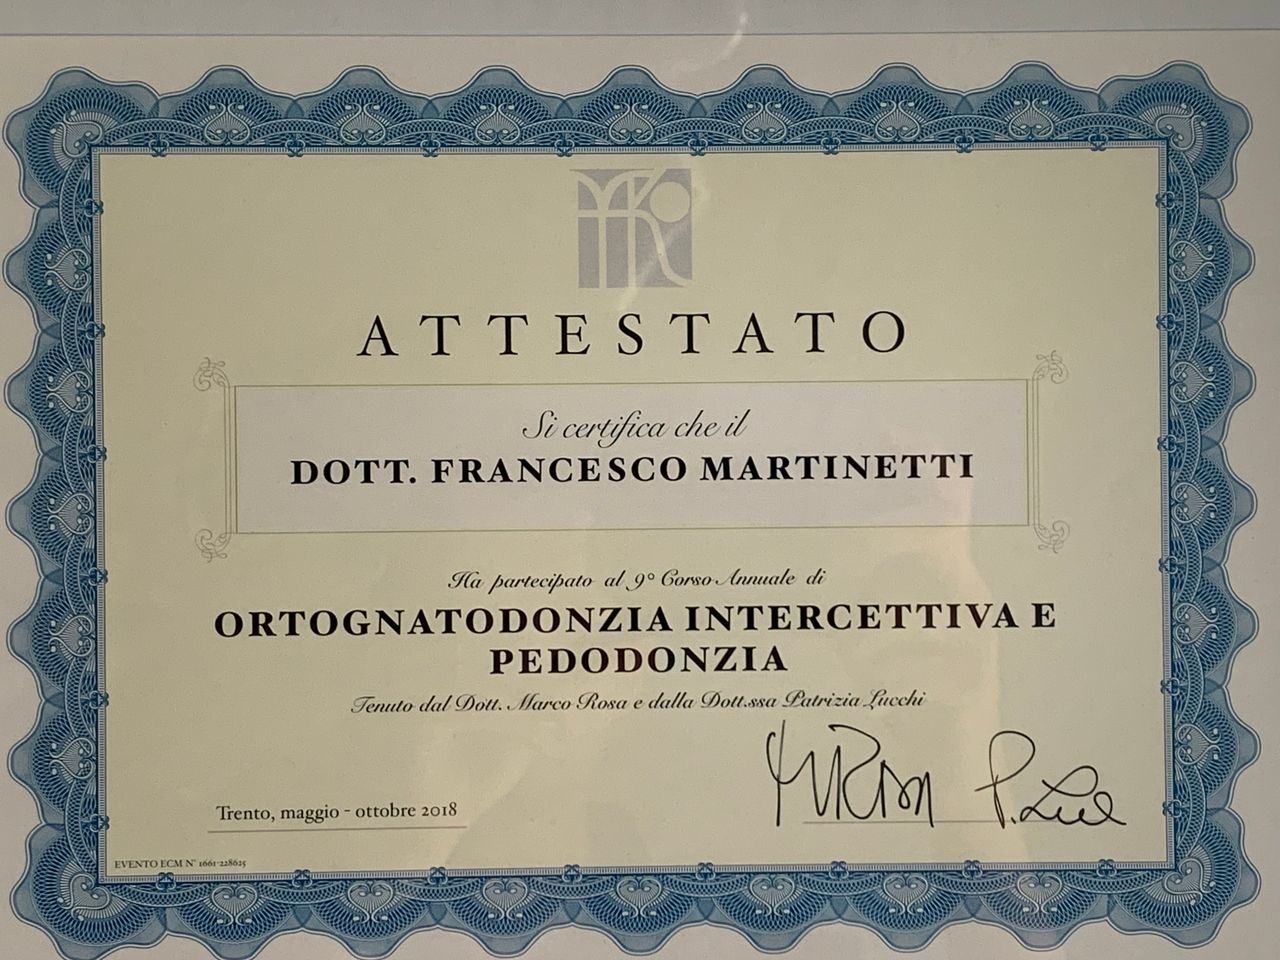 ATTESTATO
Si certifica che il
DOTT. FRANCESCO MARTINETTI
Ha partecipato al 9° Corso Annuale di
ORTOGNATODONZIA INTERCETTIVA E
PEDODONZIA
Tenuto dal Dott. Marco Rosa e dalla Dott.ssa Patrizia Lucchi
Trento, maggio - ottobre 2018
EVENTO ECM N° 1661-228625